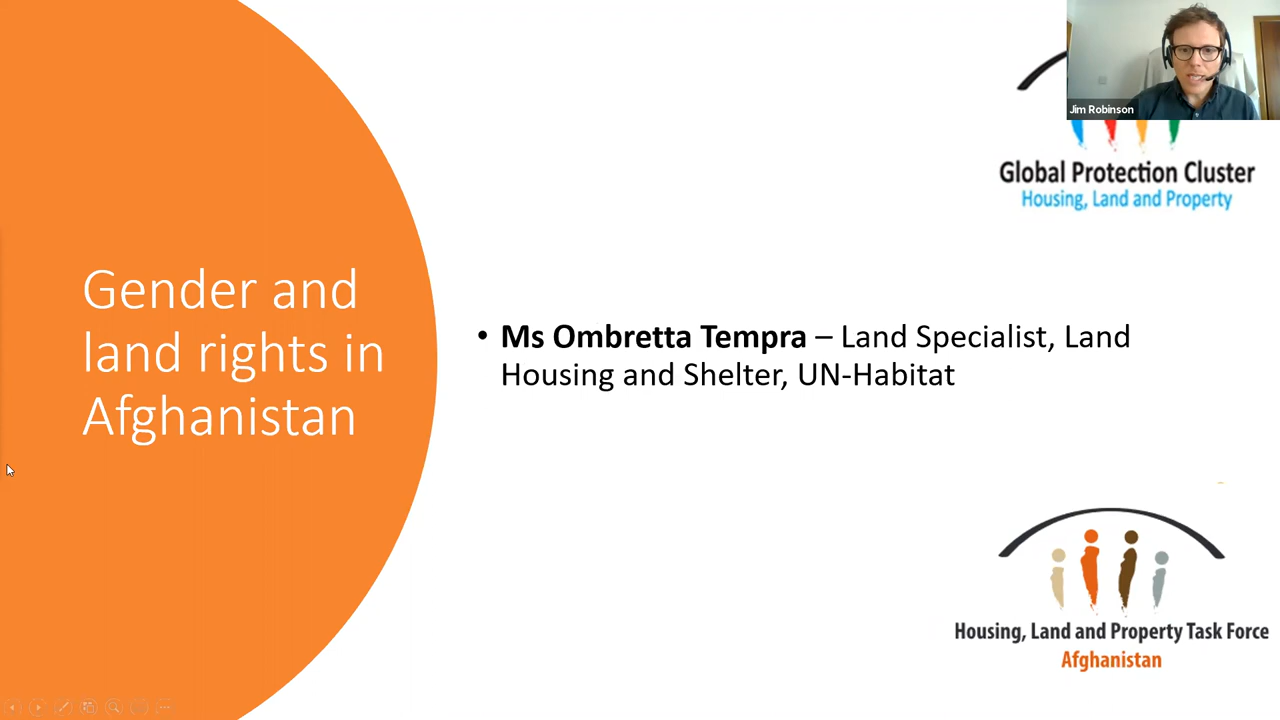 Jim Robinson
Global Protection Cluster
Housing, Land and Property
Gender and
land rights in
Afghanistan
• Ms Ombretta Tempra – Land Specialist, Land
Housing and Shelter, UN-Habitat
Housing, Land and Property Task Force
Afghanistan